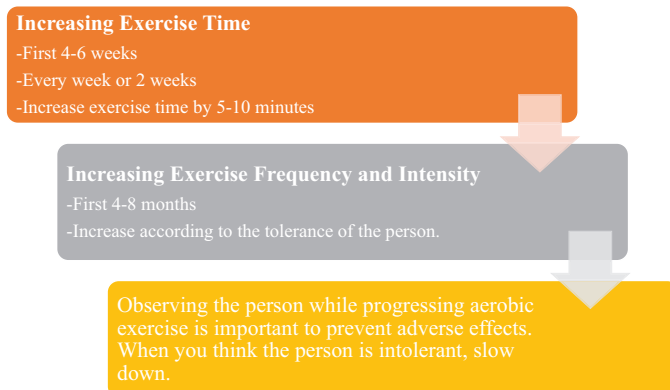 Increasing Exercise Time
-First 4-6 weeks
-Every week or 2 weeks
-Increase exercise time by 5-10 minutes
Increasing Exercise Frequency and Intensity
-First 4-8 months
-Increase according to the tolerance of the person.
Observing the person while progressing aerobic
exercise is important to prevent adverse effects.
When you think the person is intolerant, slow
down.